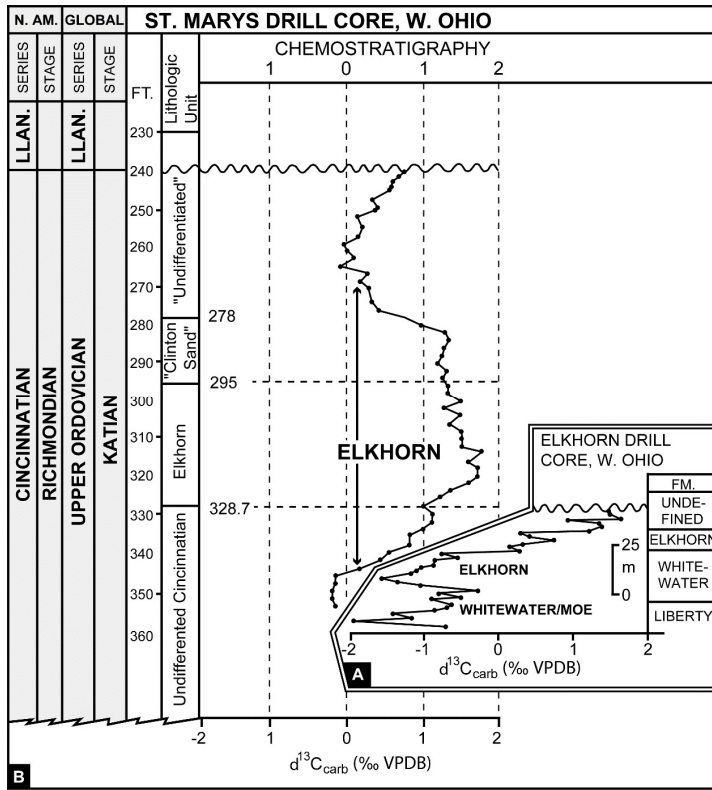 N. AM.
GLOBAL
ST. MARYS DRILL CORE, W. OHIO
SERIES
STAGE
SERIES
STAGE
FT.
Lithologic
Unit
CHEMOSTRATIGRAPHY
1 0 1 2
LLAN.
LLAN.
CINCINNATIAN
RICHMONDIAN
UPPER ORDOVICIAN
KATIAN
230
240
250
260
270
280
290
300
310
320
330
340
350
360
"Undifferentiated"
"Clinton
Sand"
Elkhorn
Undifferented Cincinnatian
278
295
328.7
ELKHORN
ELKHORN DRILL
CORE, W. OHIO
FM.
UNDE-
FINED
ELKHORN
WHITE-
WATER
LIBERTY
25
m
0
ELKHORN
WHITEWATER/MOE
-2 -1 0 1 2
A
d13Ccarb (‰ VPDB)
-2 1 0 1 2
d13Ccarb (‰ VPDB)
B